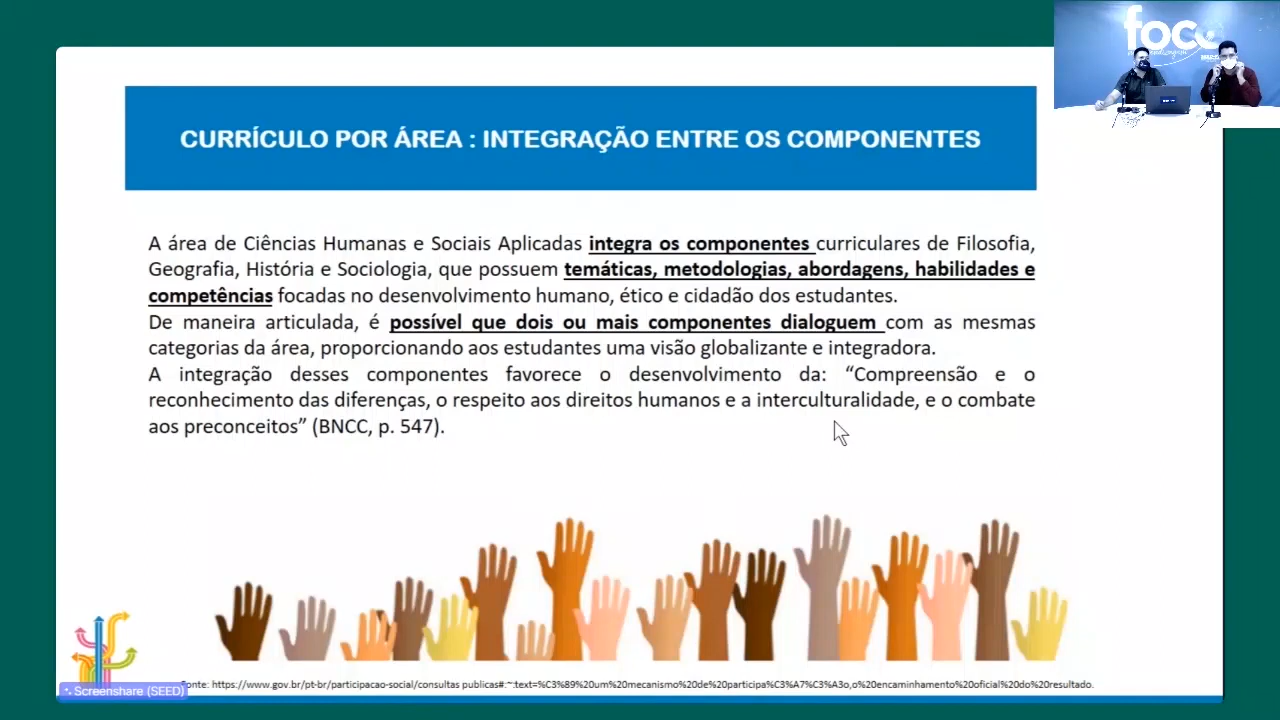 foco
CURRÍCULO POR ÁREA : INTEGRAÇÃO ENTRE OS COMPONENTES
A área de Ciências Humanas e Sociais Aplicadas integra os componentes curriculares de Filosofia,
Geografia, História e Sociologia, que possuem temáticas, metodologias, abordagens, habilidades e
competências focadas no desenvolvimento humano, ético e cidadão dos estudantes.
De maneira articulada, é possível que dois ou mais componentes dialoguem com as mesmas
categorias da área, proporcionando aos estudantes uma visão globalizante e integradora.
A integração desses componentes favorece o desenvolvimento da: “Compreensão e o
reconhecimento das diferenças, o respeito aos direitos humanos e a interculturalidade, e o combate
aos preconceitos” (BNCC, p. 547).
Fonte: https://www.gov.br/pt-br/participacao-social/consultas publicas#:~:text=%C3%89%20um%20mecanismo%20de%20participa%C3%A7%C3%A3o,o%20encaminhamento%20oficial%20do%20resultado.
Screenshare (SEED)